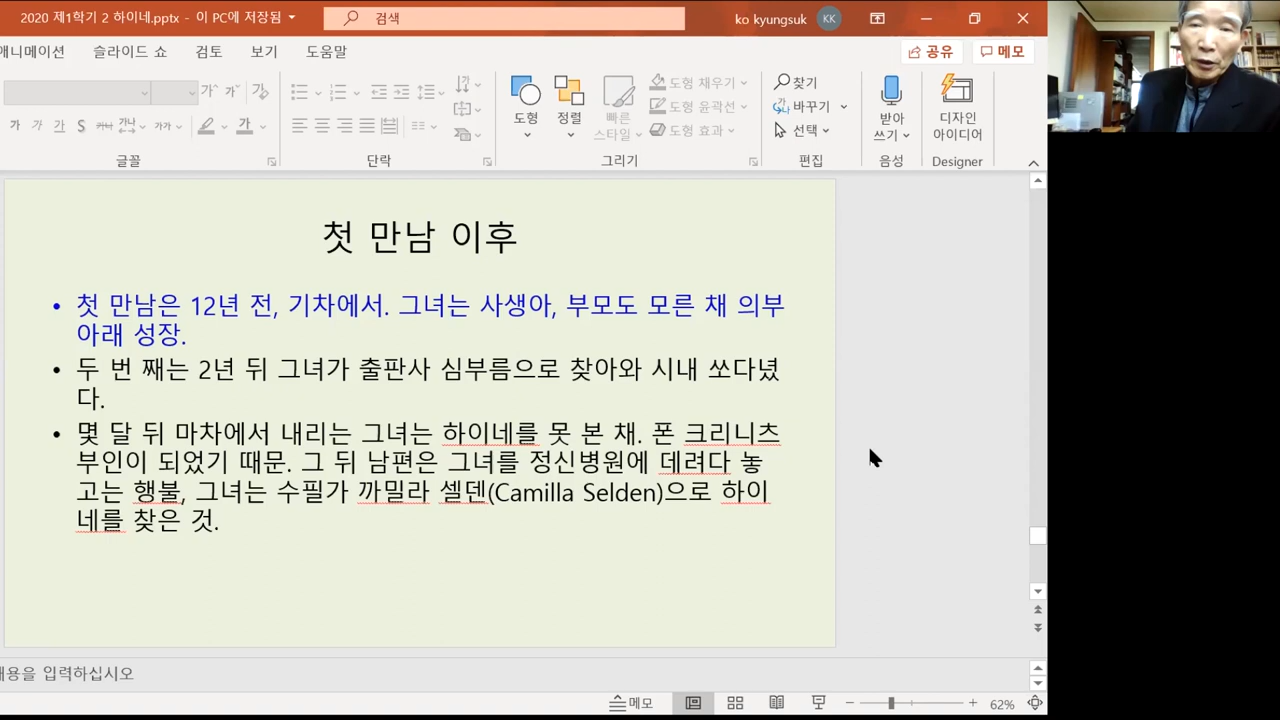 2020 제1학기 2 하이네.pptx - 이 PC에 저장됨
검색
ko kyungsuk
KK
애니메이션 슬라이드 쇼 검토 보기 도움말
공유 메모
도형 채우기
찾기
도형 윤곽선
바꾸기
도형 정렬 빠른 스타일
도형 효과
선택
받아쓰기
디자인 아이디어
글꼴 단락 그리기 편집 음성 Designer
첫 만남 이후
• 첫 만남은 12년 전, 기차에서. 그녀는 사생아, 부모도 모른 채 의부
아래 성장.
• 두 번 째는 2년 뒤 그녀가 출판사 심부름으로 찾아와 시내 쏘다녔
다.
• 몇 달 뒤 마차에서 내리는 그녀는 하이네를 못 본 채. 폰 크리니츠
부인이 되었기 때문. 그 뒤 남편은 그녀를 정신병원에 데려다 놓
고는 행불, 그녀는 수필가 까밀라 셀덴(Camilla Selden)으로 하이
네를 찾은 것.
내용을 입력하십시오
메모
62%